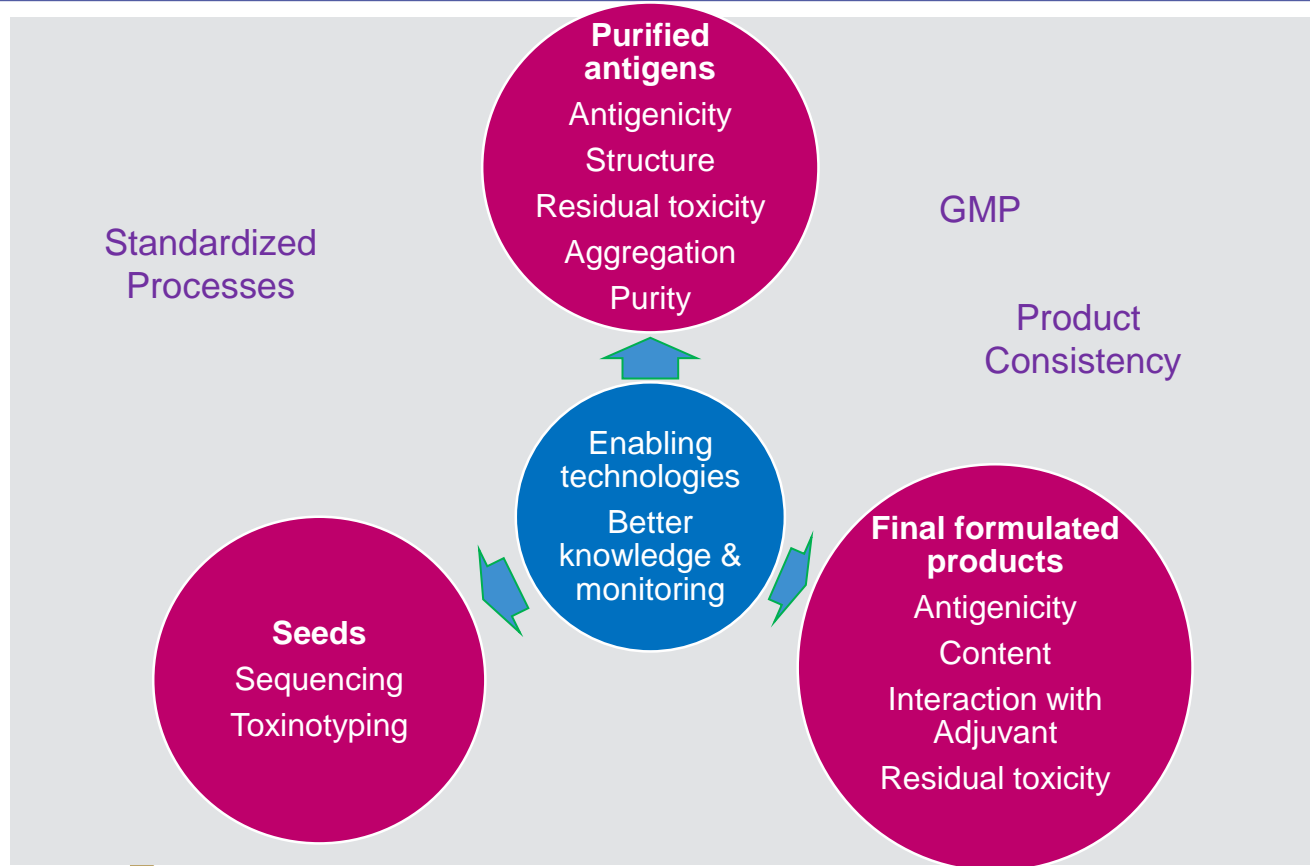 Purified
antigens
Antigenicity
Structure
Residual toxicity
Aggregation
Purity
Standardized
Processes
GMP
Product
Consistency
Enabling
technologies
Better
knowledge &
monitoring
Seeds
Sequencing
Toxinotyping
Final formulated
products
Antigenicity
Content
Interaction with
Adjuvant
Residual toxicity